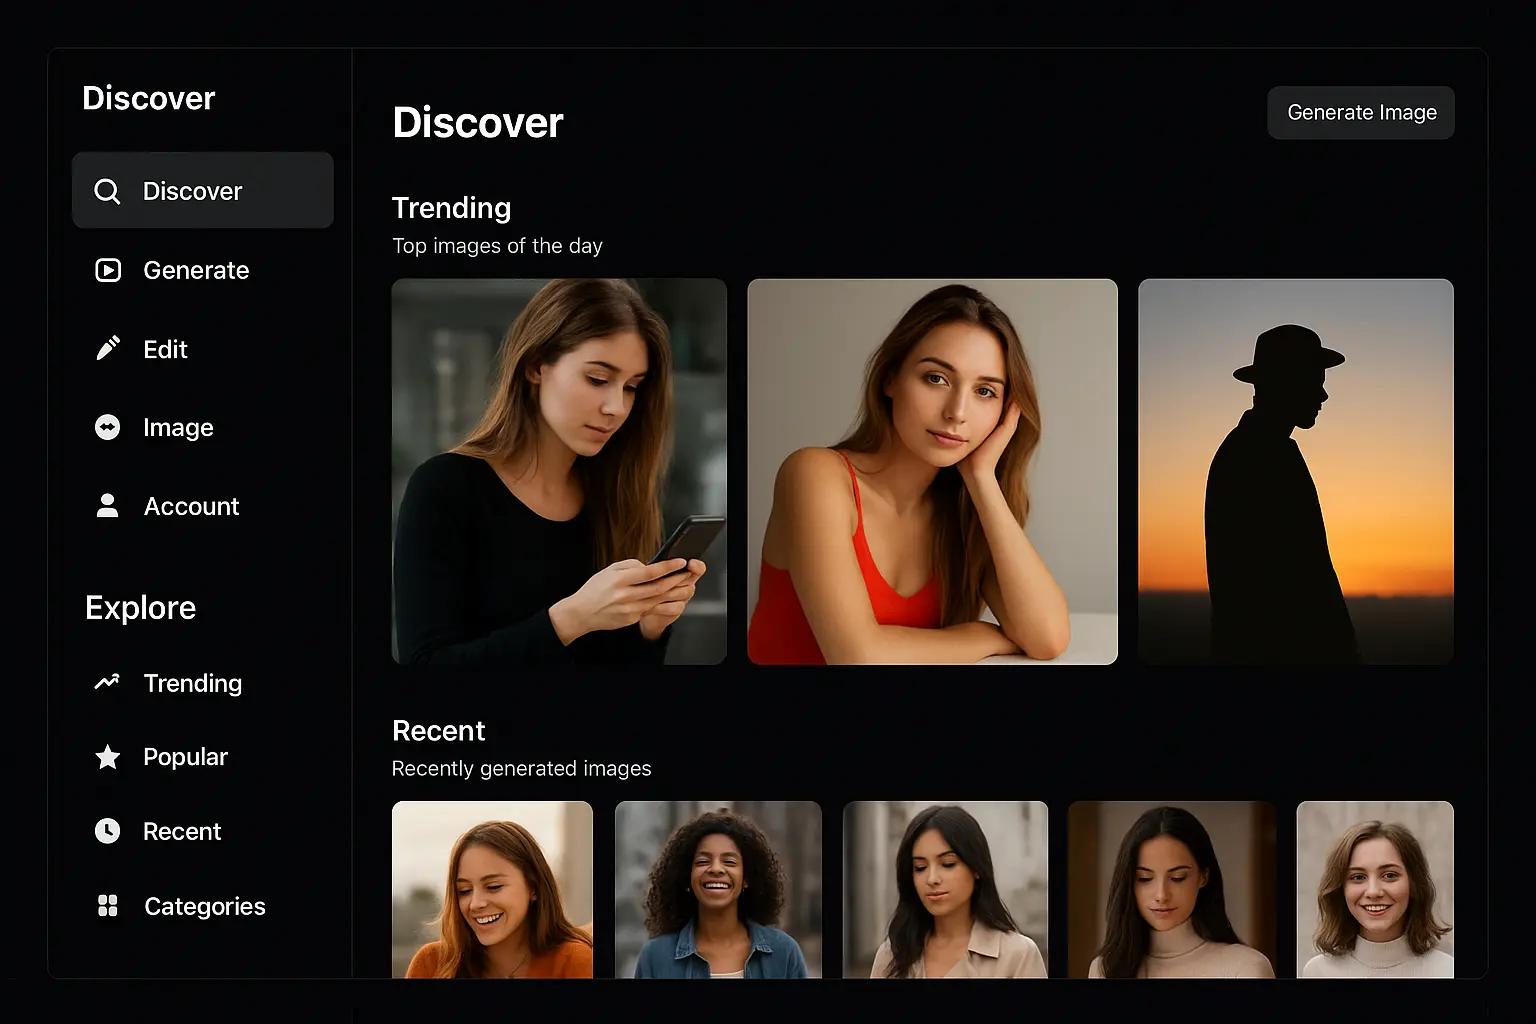 Discover
Discover
Generate
Edit
Image
Account
Explore
Trending
Popular
Recent
Categories
Discover
Generate Image
Trending
Top images of the day
Recent
Recently generated images